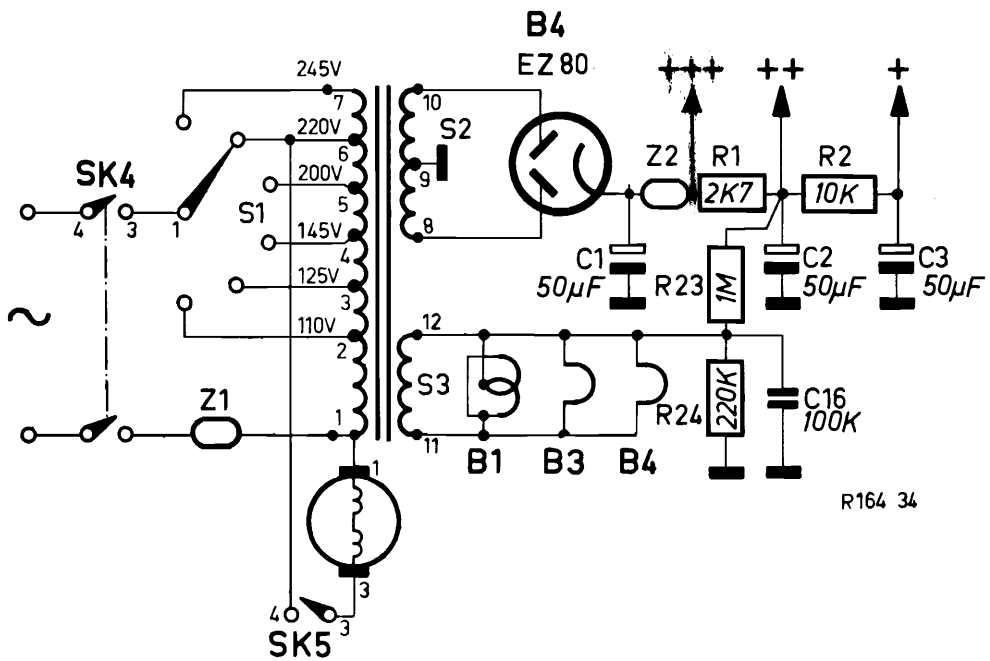 B4
EZ 80
+++
++
+
245V
7
10
220V
6
S2
9
Z2
R1
R2
2K7
10K
SK4
200V
4
3
1
S1
5
8
145V
4
C1
50µF
R23
1M
C2
50µF
C3
50µF
125V
3
~
110V
2
12
Z1
S3
1
11
R24
220K
C16
100K
B1
B3
B4
1
R164 34
3
4
3
SK5